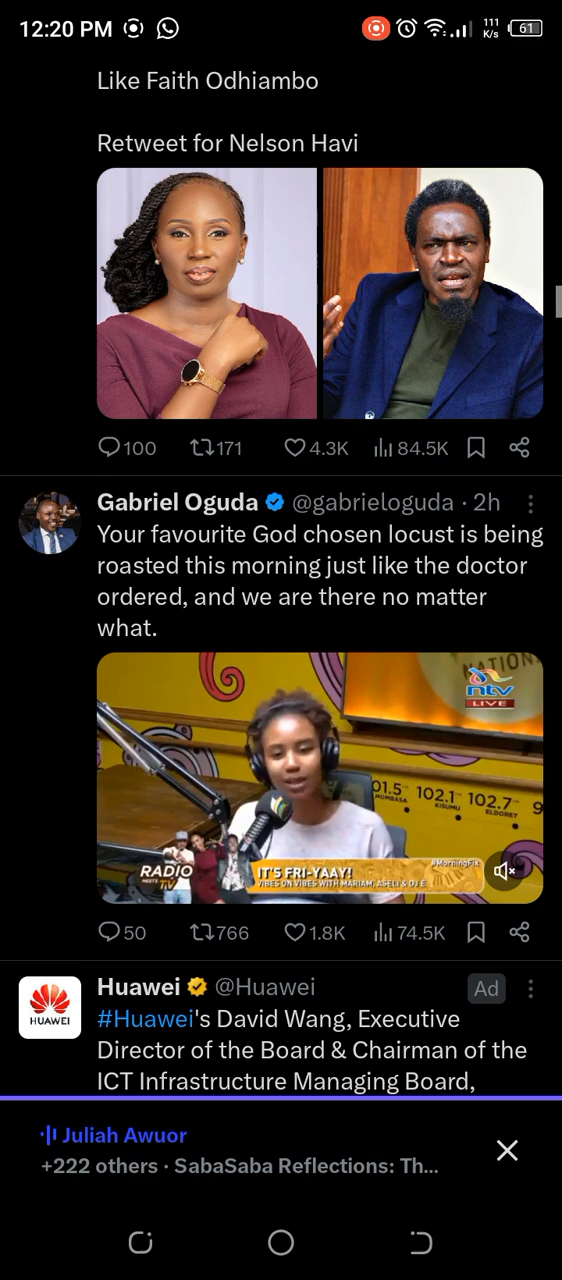 12:20 PM
111
K/s
61
Like Faith Odhiambo
Retweet for Nelson Havi
100
171
4.3K
84.5K
Gabriel Oguda @gabrieloguda · 2h
Your favourite God chosen locust is being
roasted this morning just like the doctor
ordered, and we are there no matter
what.
NATION
ntv
LIVE
01.5 102.1 102.7 9
MOMBASA KISUMU ELDORET
#MorningFix
RADIO
MEETS TV
IT'S FRI-YAAY!
VIBES ON VIBES WITH MARIAM, ASELI & DJ E
50
766
1.8K
74.5K
Huawei @Huawei
Ad
HUAWEI
#Huawei's David Wang, Executive
Director of the Board & Chairman of the
ICT Infrastructure Managing Board,
Juliah Awuor
+222 others · SabaSaba Reflections: Th...